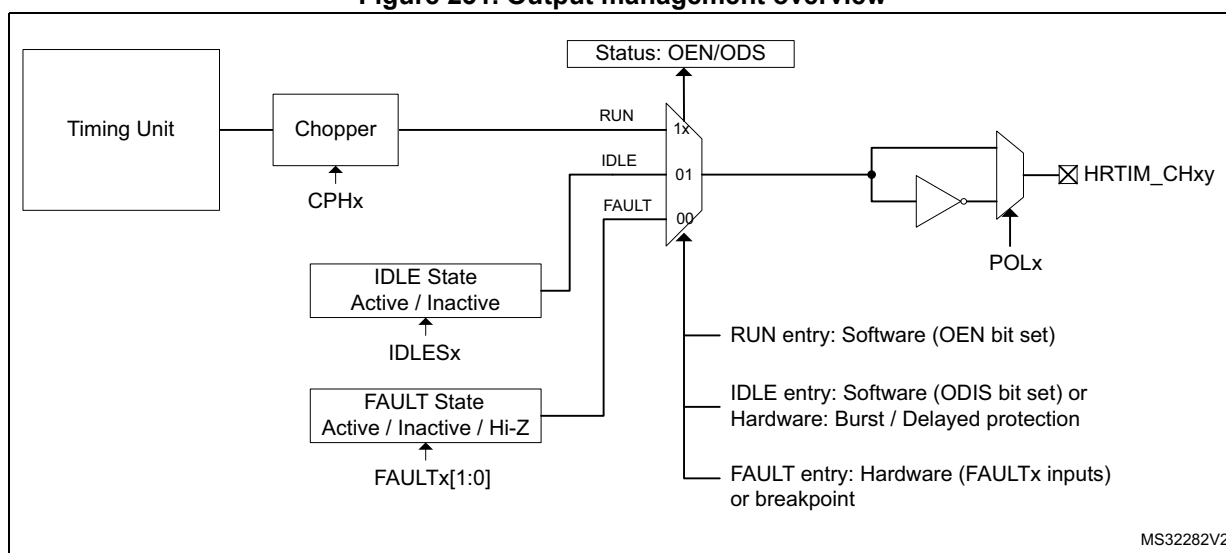 Figure 231. Output management overview
Status: OEN/ODS
Timing Unit
Chopper
CPHx
RUN
IDLE
FAULT
1x
01
00
HRTIM_CHxy
POLx
IDLE State
Active / Inactive
IDLESx
FAULT State
Active / Inactive / Hi-Z
FAULTx[1:0]
RUN entry: Software (OEN bit set)
IDLE entry: Software (ODIS bit set) or
Hardware: Burst / Delayed protection
FAULT entry: Hardware (FAULTx inputs)
or breakpoint
MS32282V2